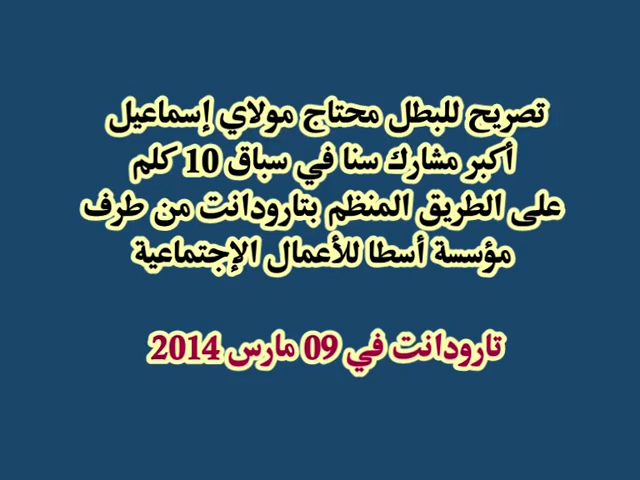 تصريح للبطل محتاج مولاي إسماعيل
أكبر مشارك سنا في سباق 10 كلم
على الطريق المنظم بتارودانت من طرف
مؤسسة أسطا للأعمال الإجتماعية
تارودانت في 09 مارس 2014